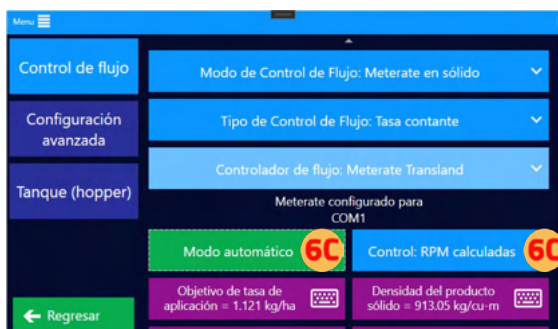 Menu
Control de flujo
Modo de Control de Flujo: Meterate en sólido
Configuración
avanzada
Tipo de Control de Flujo: Tasa contante
Controlador de flujo: Meterate Transland
Tanque (hopper)
Meterate configurado para
COM1
Modo automático 6C
Control: RPM calculadas 6C
Objetivo de tasa de
aplicación = 1.121 kg/ha
Densidad del producto
sólido = 913.05 kg/cu-m
Regresar